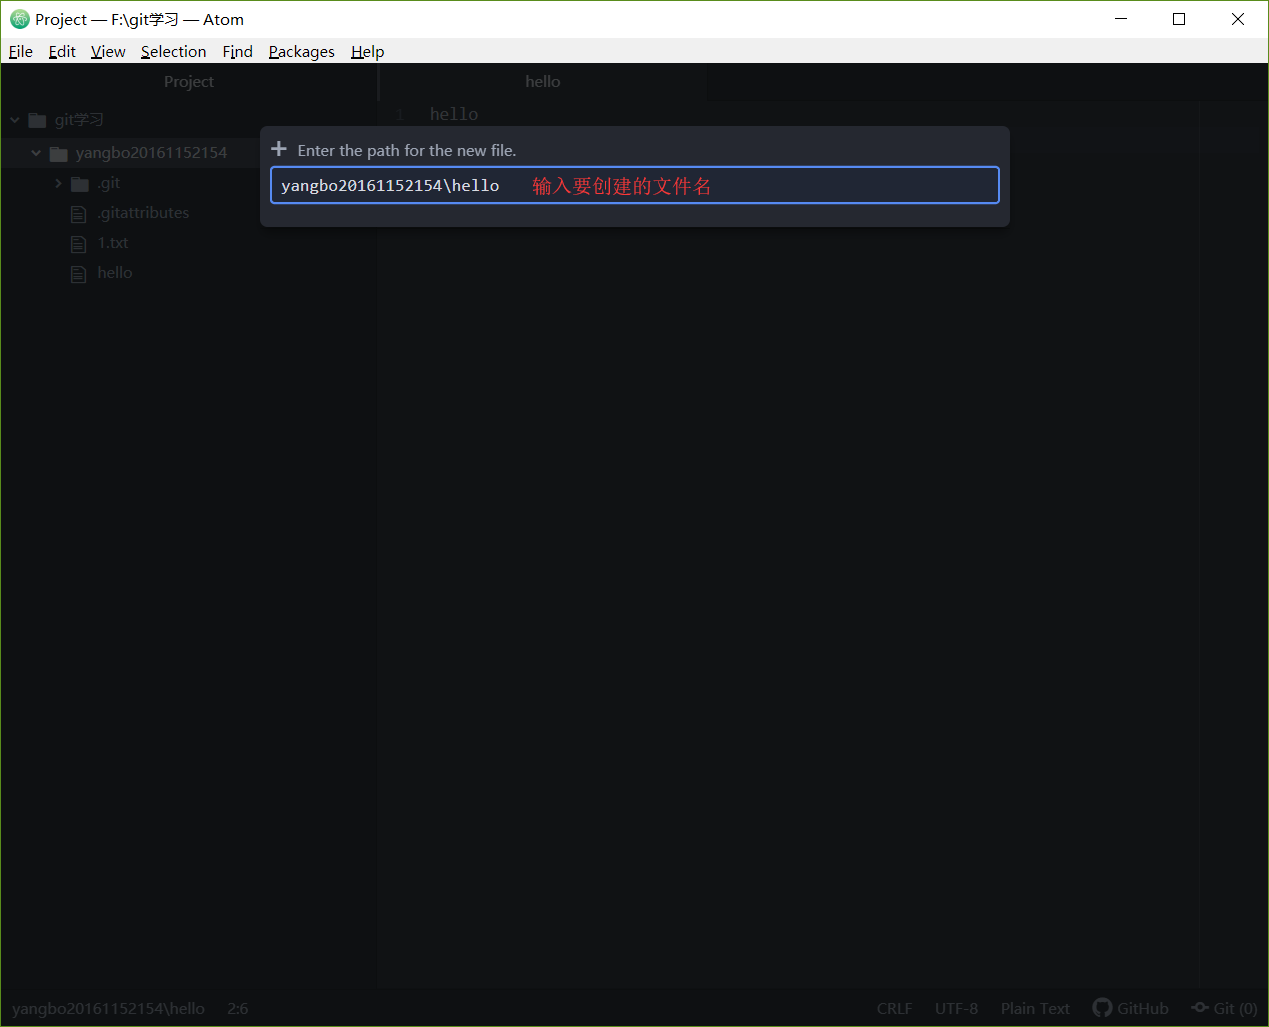 Project — F:\git学习 — Atom
File Edit View Selection Find Packages Help
Project
hello
git学习
yangbo20161152154
.git
.gitattributes
1.txt
hello
1 hello
Enter the path for the new file.
yangbo20161152154\hello 输入要创建的文件名
yangbo20161152154\hello 2:6 CRLF UTF-8 Plain Text GitHub Git (0)